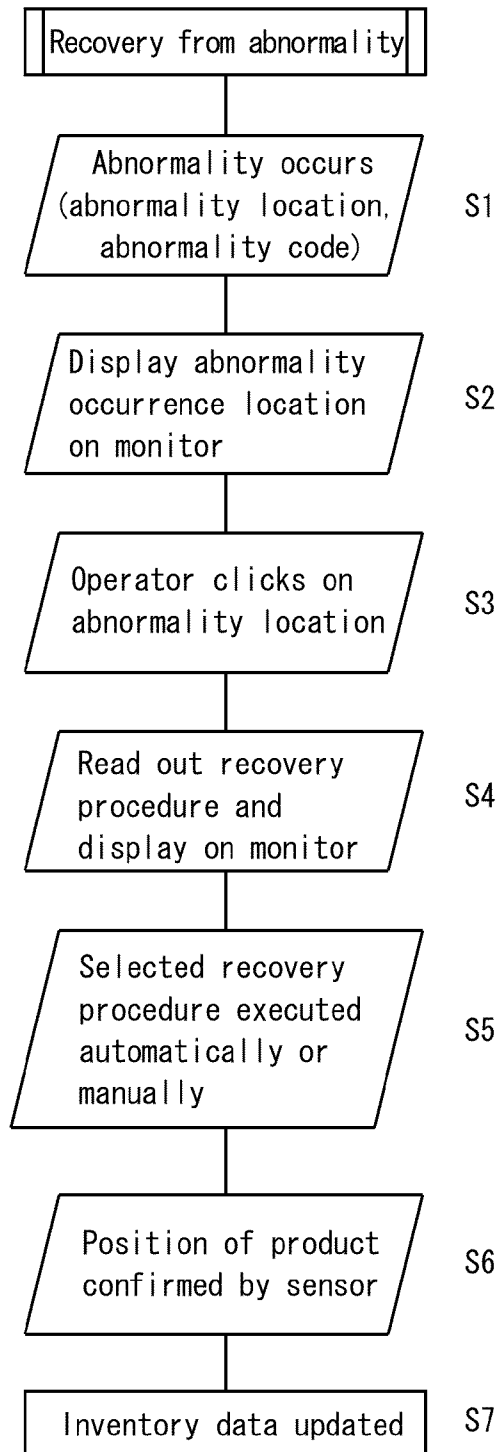 Recovery from abnormality
Abnormality occurs
(abnormality location,
abnormality code)
S1
Display abnormality
occurrence location
on monitor
S2
Operator clicks on
abnormality location
S3
Read out recovery
procedure and
display on monitor
S4
Selected recovery
procedure executed
automatically or
manually
S5
Position of product
confirmed by sensor
S6
Inventory data updated
S7